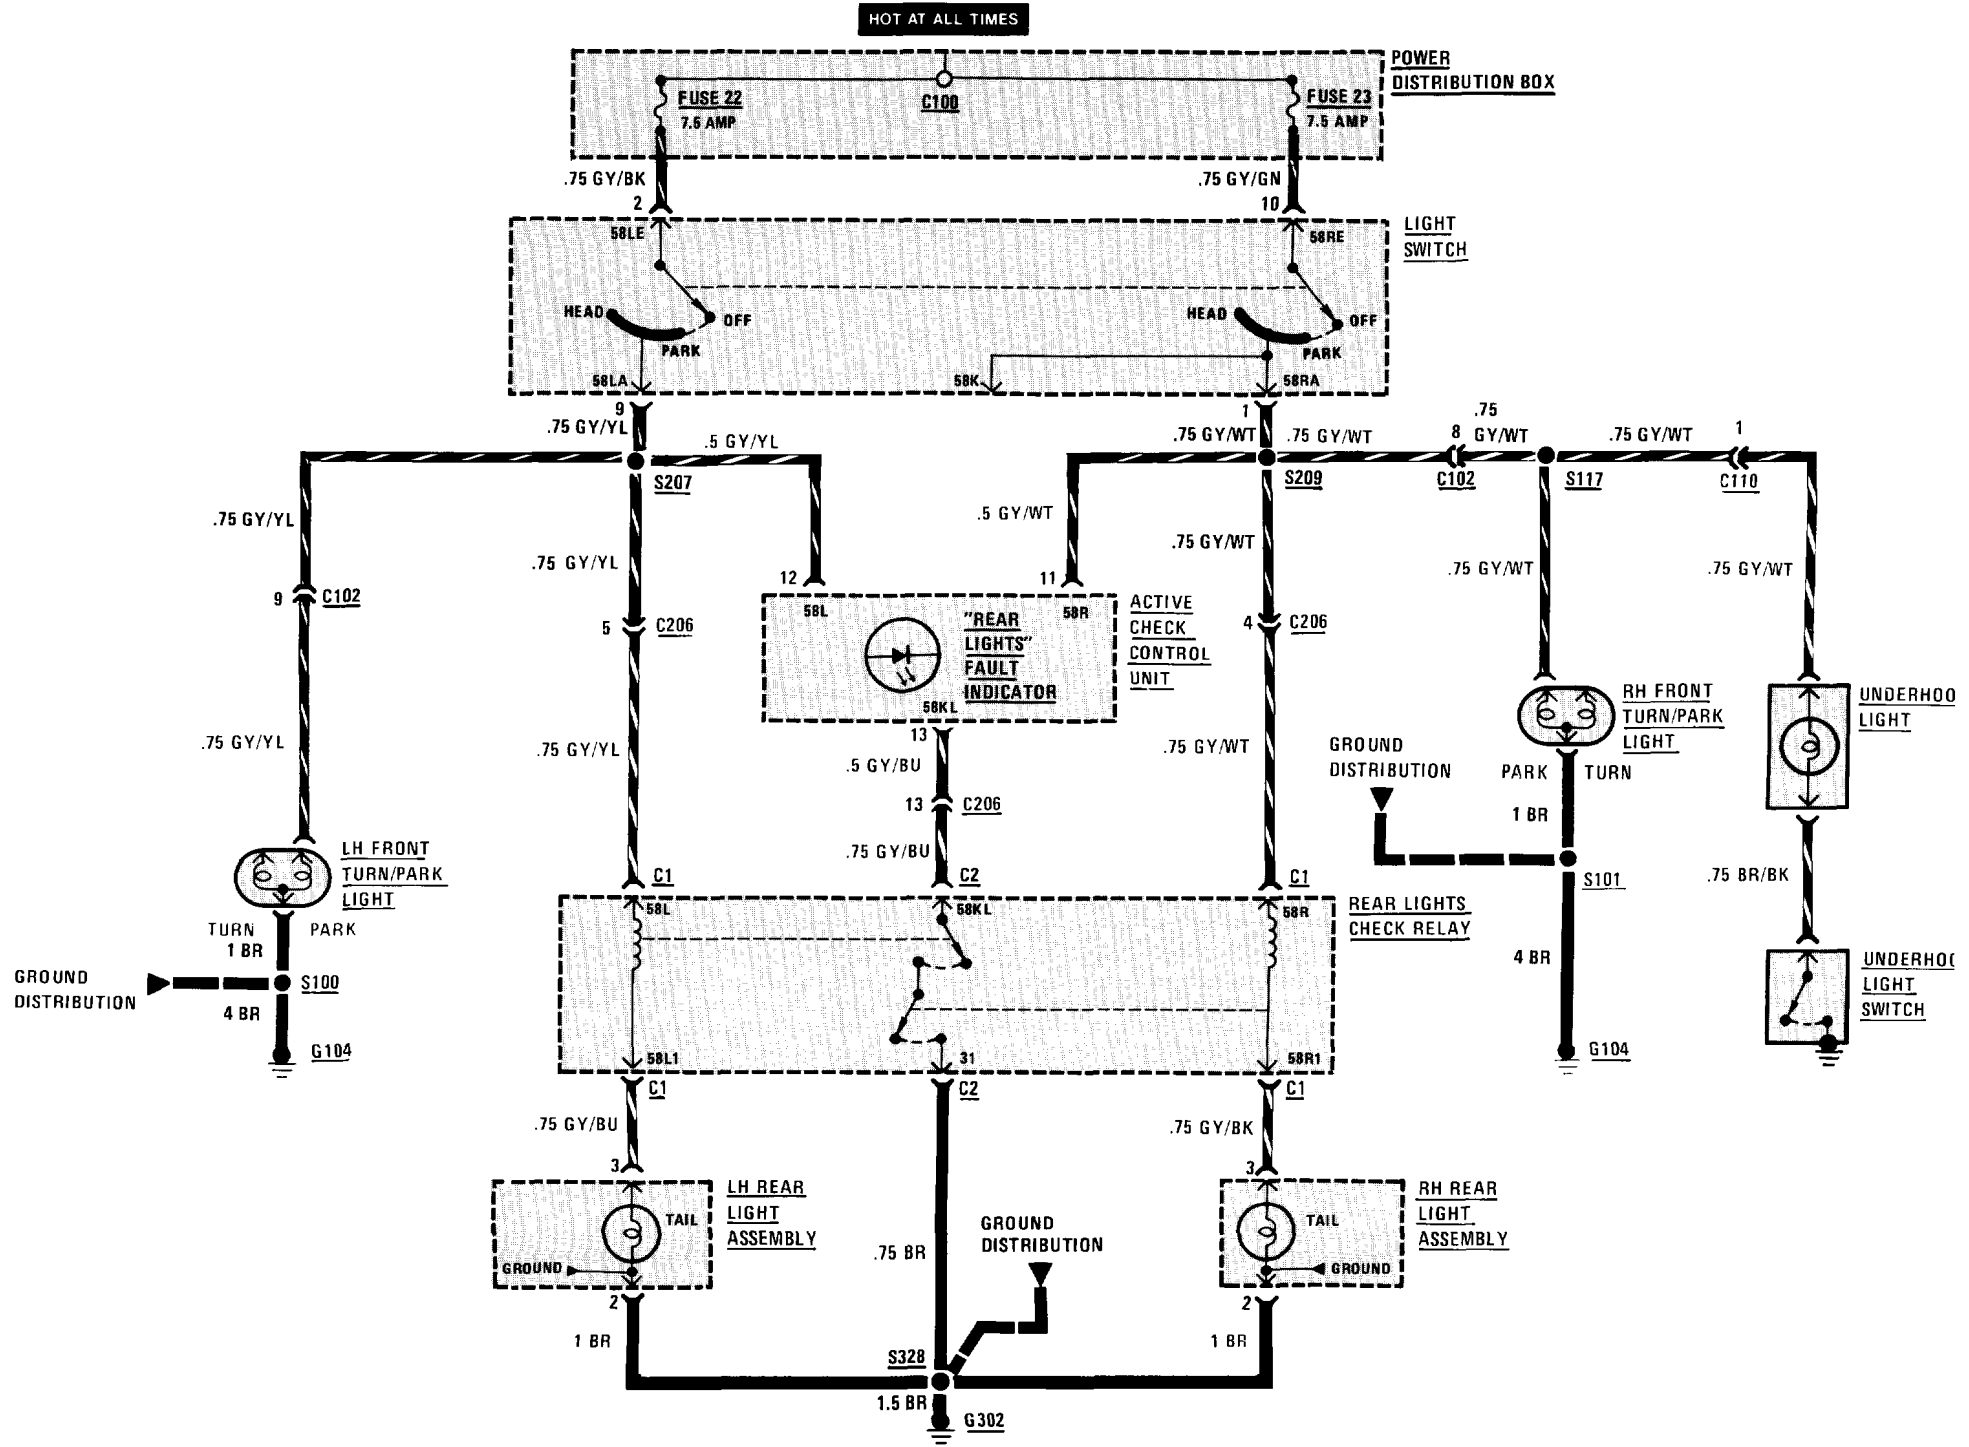 HOT AT ALL TIMES
POWER
DISTRIBUTION BOX
FUSE 22
7.5 AMP
C100
FUSE 23
7.5 AMP
.75 GY/BK
.75 GY/GN
2
10
LIGHT
SWITCH
58LE
58RE
HEAD
OFF
PARK
HEAD
OFF
PARK
58LA
58K
58RA
9
1
.75 GY/YL
.5 GY/YL
.75 GY/WT
.75 GY/WT
8
.75
GY/WT
.75 GY/WT
1
S207
S209
C102
S117
C110
.75 GY/YL
.75 GY/YL
.5 GY/WT
.75 GY/WT
.75 GY/WT
.75 GY/WT
9
C102
5
C206
12
11
4
C206
58L
58R
"REAR
LIGHTS"
FAULT
INDICATOR
58KL
ACTIVE
CHECK
CONTROL
UNIT
13
.75 GY/YL
.75 GY/YL
.5 GY/BU
.75 GY/WT
13
C206
.75 GY/BU
GROUND
DISTRIBUTION
RH FRONT
TURN/PARK
LIGHT
PARK
TURN
1 BR
UNDERHOO
LIGHT
LH FRONT
TURN/PARK
LIGHT
TURN
PARK
1 BR
C1
C2
C1
S101
.75 BR/BK
58L
58KL
58R
REAR LIGHTS
CHECK RELAY
GROUND
DISTRIBUTION
S100
4 BR
4 BR
G104
G104
UNDERHOO
LIGHT
SWITCH
58L1
31
58R1
C1
C2
C1
.75 GY/BU
.75 GY/BK
3
3
LH REAR
LIGHT
ASSEMBLY
TAIL
GROUND
RH REAR
LIGHT
ASSEMBLY
TAIL
GROUND
.75 BR
GROUND
DISTRIBUTION
2
2
1 BR
1 BR
S328
1.5 BR
G302